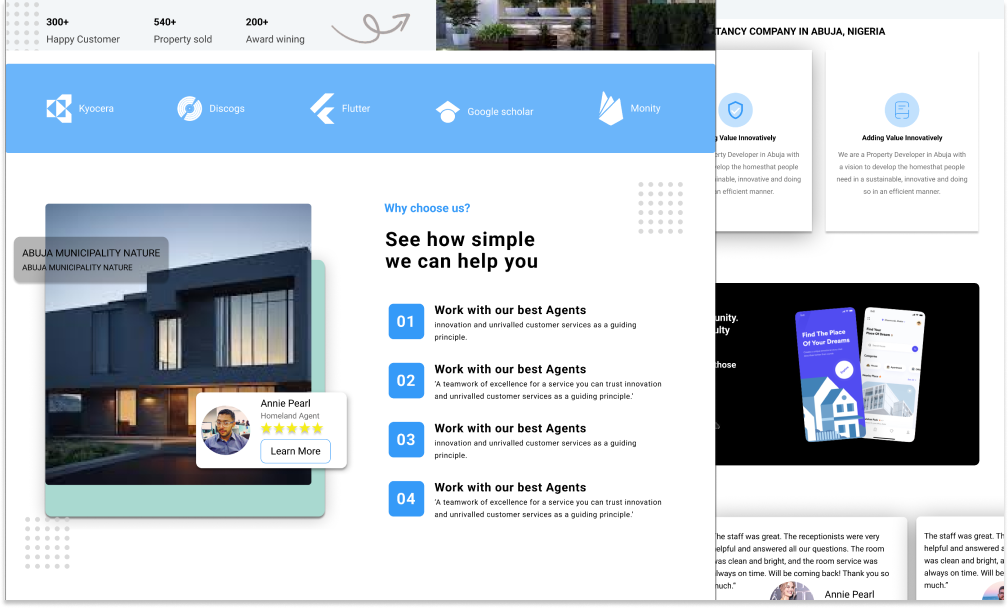 300+
540+
200+
Happy Customer
Property sold
Award wining
Kyocera
Discogs
Flutter
Google scholar
Monity
ABUJA MUNICIPALITY NATURE
ABUJA MUNICIPALITY NATURE
Annie Pearl
Homeland Agent
Learn More
Why choose us?
See how simple
we can help you
01
Work with our best Agents
innovation and unrivalled customer services as a guiding
principle.
02
Work with our best Agents
'A teamwork of excellence for a service you can trust innovation
and unrivalled customer services as a guiding principle.'
03
Work with our best Agents
innovation and unrivalled customer services as a guiding
principle.
04
Work with our best Agents
'A teamwork of excellence for a service you can trust innovation
and unrivalled customer services as a guiding principle.'
TANCY COMPANY IN ABUJA, NIGERIA
g Value Innovatively
erty Developer in Abuja with
velop the homesthat people
inable, innovative and doing
an efficient manner.
Adding Value Innovatively
We are a Property Developer in Abuja with
a vision to develop the homesthat people
need in a sustainable, innovative and doing
so in an efficient manner.
unity.
ulty
those
Find The Place
Of Your Dreams
Find Your
Place Of Dream
Categories
he staff was great. The receptionists were very
elpful and answered all our questions. The room
was clean and bright, and the room service was
lways on time. Will be coming back! Thank you so
much."
Annie Pearl
The staff was great. Th
helpful and answered a
was clean and bright, a
always on time. Will be
much."